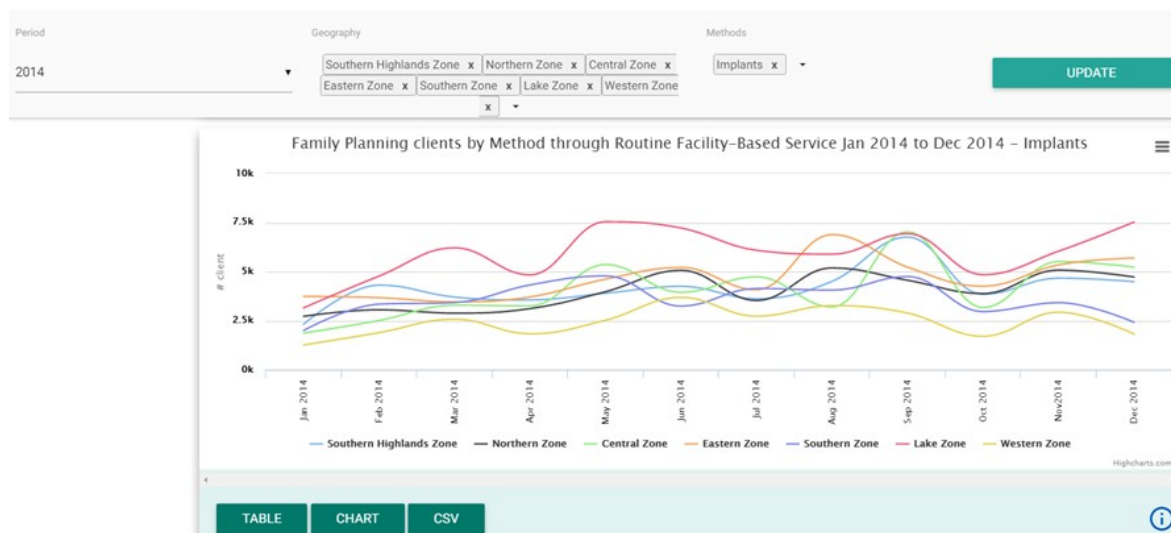 Period
Geography
Methods
2014
Southern Highlands Zone x Northern Zone x Central Zone x
Eastern Zone x Southern Zone x Lake Zone x Western Zone
x
Implants x
UPDATE
Family Planning clients by Method through Routine Facility-Based Service Jan 2014 to Dec 2014 – Implants
# client
10k
7.5k
5k
2.5k
0k
Jan 2014
Feb 2014
Mar 2014
Apr 2014
May 2014
Jun 2014
Jul 2014
Aug 2014
Sep 2014
Oct 2014
Nov2014
Dec 2014
Southern Highlands Zone Northern Zone Central Zone Eastern Zone Southern Zone Lake Zone Western Zone
Highcharts.com
TABLE CHART CSV